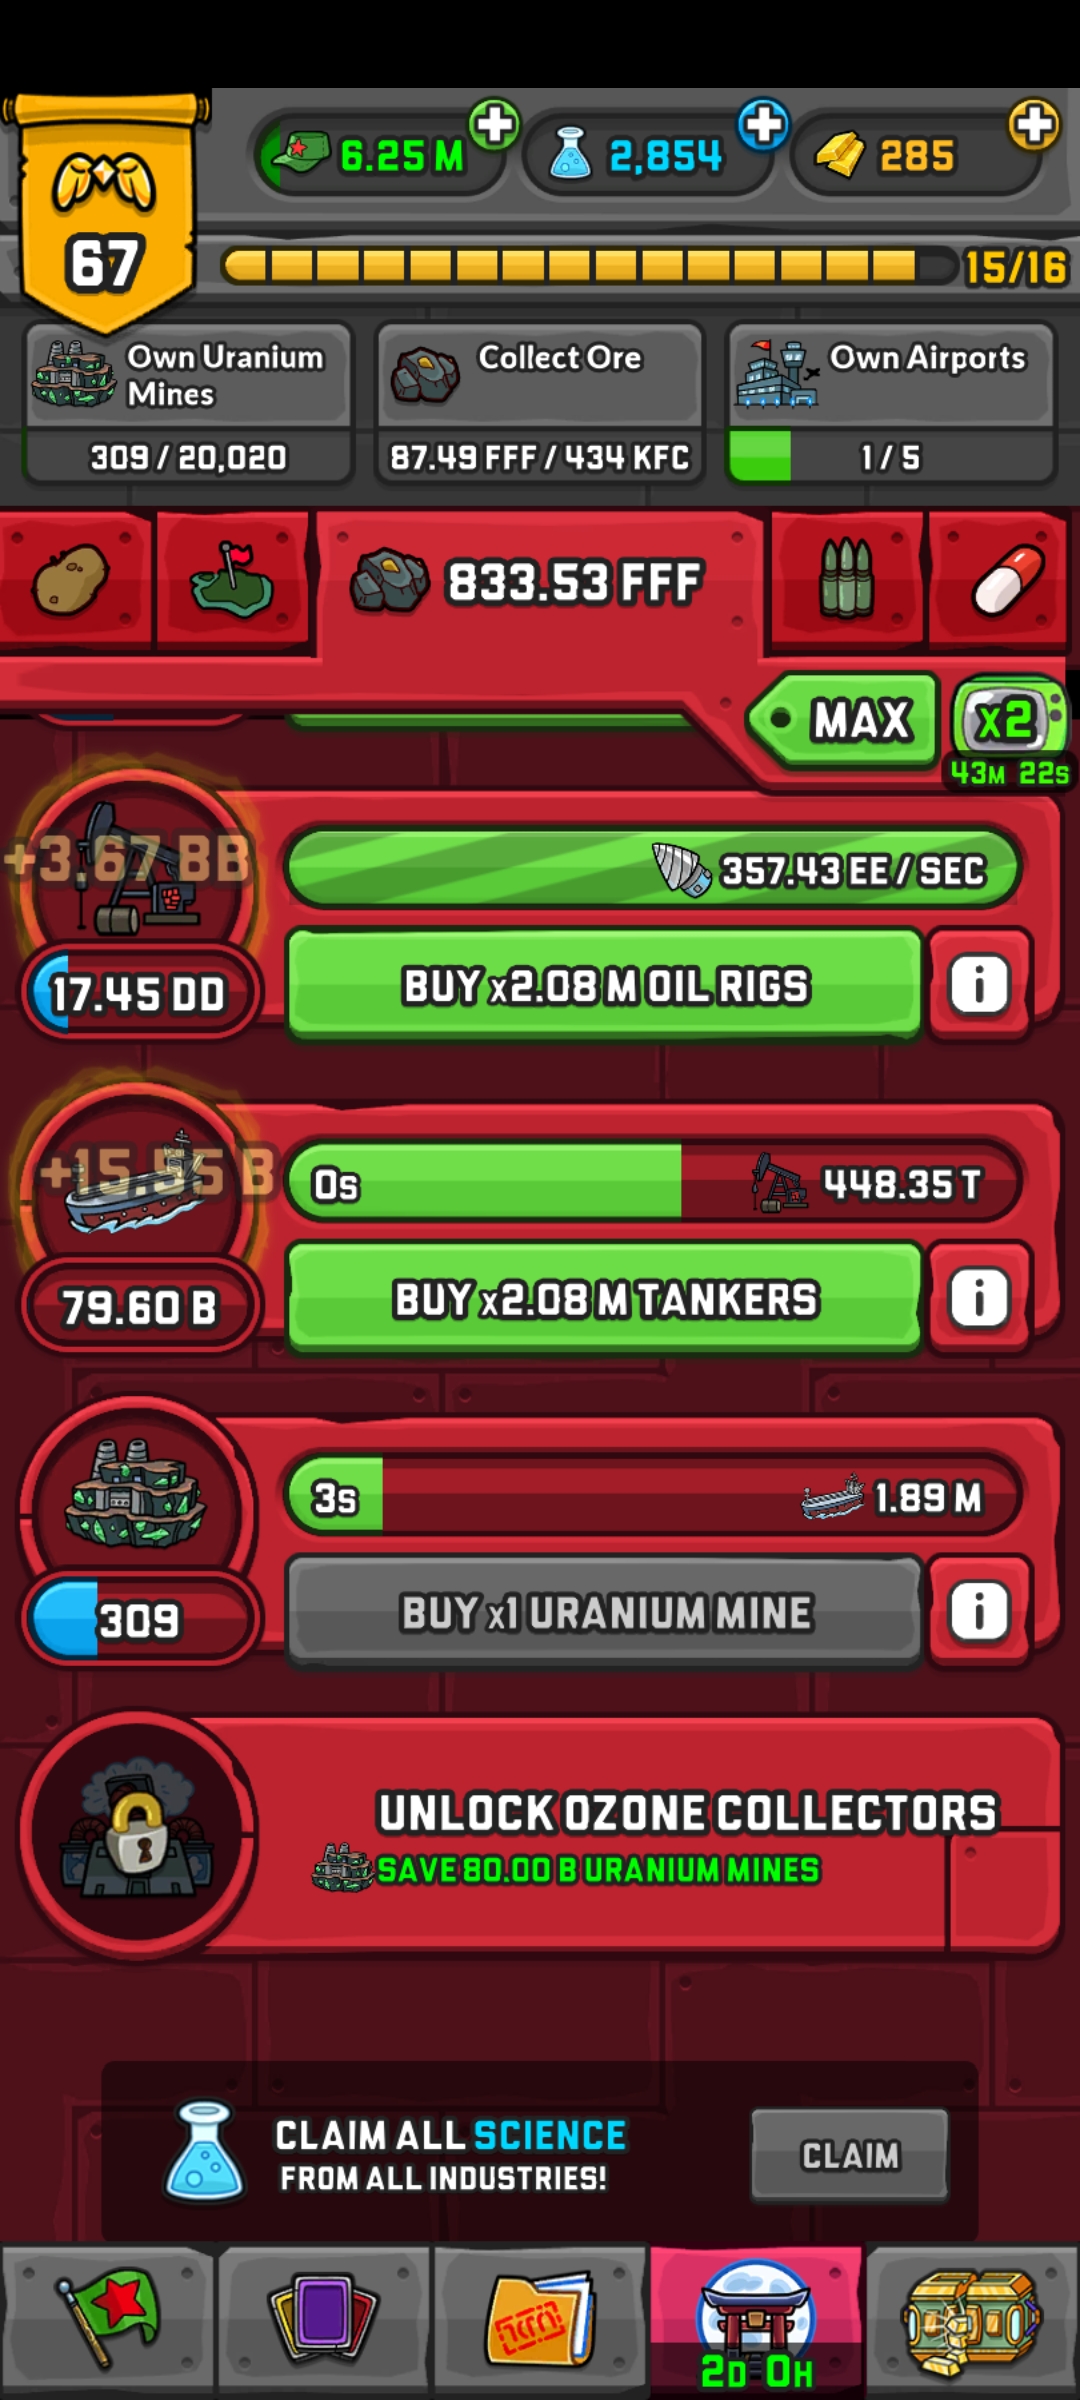 6.25 M
2,854
285
67
15/16
Own Uranium
Mines
309 / 20,020
Collect Ore
87.49 FFF / 434 KFC
Own Airports
1 / 5
833.53 FFF
MAX
x2
43M 22S
+3.67 BB
357.43 EE / SEC
17.45 DD
BUY x2.08 M OIL RIGS
i
+15.55 B
0s
448.35 T
79.60 B
BUY x2.08 M TANKERS
i
3s
1.89 M
309
BUY x1 URANIUM MINE
i
UNLOCK OZONE COLLECTORS
SAVE 80.00 B URANIUM MINES
CLAIM ALL SCIENCE
FROM ALL INDUSTRIES!
CLAIM
2D 0H